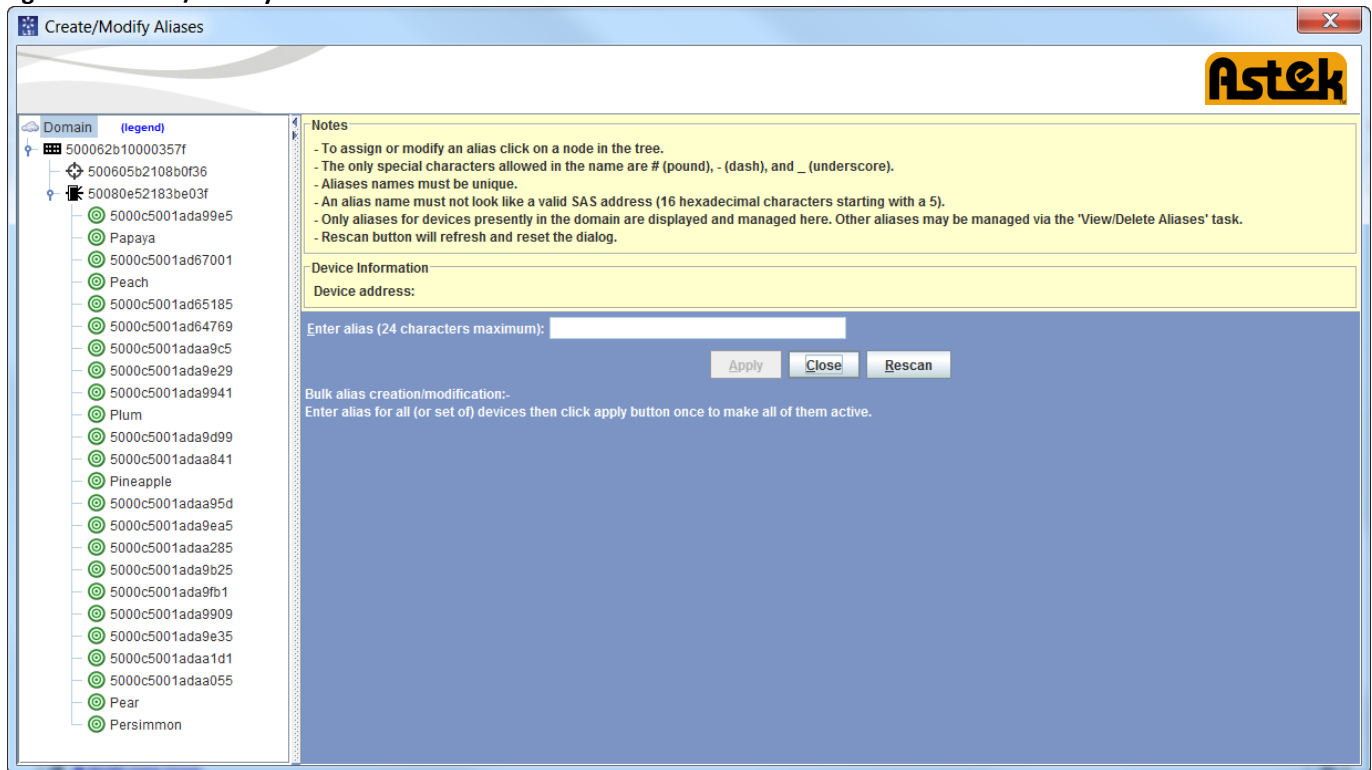 Create/Modify Aliases
X
Astek
Domain (legend)
500062b10000357f
500605b2108b0f36
50080e52183be03f
5000c5001ada99e5
Papaya
5000c5001ad67001
Peach
5000c5001ad65185
5000c5001ad64769
5000c5001adaa9c5
5000c5001ada9e29
5000c5001ada9941
Plum
5000c5001ada9d99
5000c5001adaa841
Pineapple
5000c5001adaa95d
5000c5001ada9ea5
5000c5001adaa285
5000c5001ada9b25
5000c5001ada9fb1
5000c5001ada9909
5000c5001ada9e35
5000c5001adaa1d1
5000c5001adaa055
Pear
Persimmon
Notes
- To assign or modify an alias click on a node in the tree.
- The only special characters allowed in the name are # (pound), - (dash), and _ (underscore).
- Aliases names must be unique.
- An alias name must not look like a valid SAS address (16 hexadecimal characters starting with a 5).
- Only aliases for devices presently in the domain are displayed and managed here. Other aliases may be managed via the 'View/Delete Aliases' task.
- Rescan button will refresh and reset the dialog.
Device Information
Device address:
Enter alias (24 characters maximum):
Apply Close Rescan
Bulk alias creation/modification:-
Enter alias for all (or set of) devices then click apply button once to make all of them active.